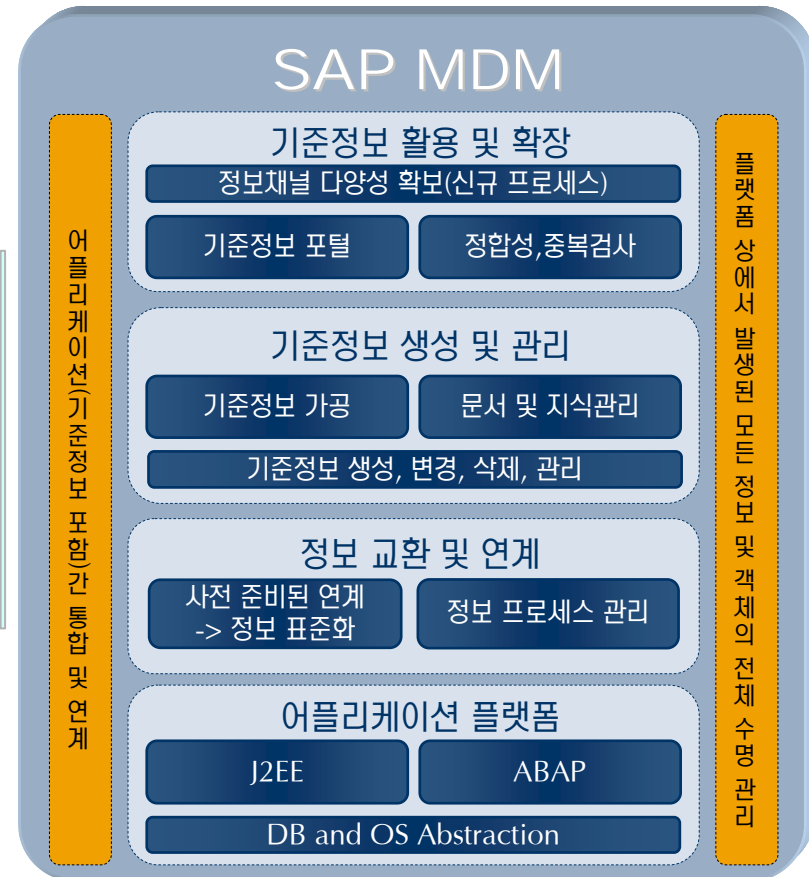 SAP MDM
어플리케이션(기준정보 포함)간 통합 및 연계
기준정보 활용 및 확장
정보채널 다양성 확보(신규 프로세스)
기준정보 포털
정합성,중복검사
기준정보 생성 및 관리
기준정보 가공
문서 및 지식관리
기준정보 생성, 변경, 삭제, 관리
정보 교환 및 연계
사전 준비된 연계
-> 정보 표준화
정보 프로세스 관리
어플리케이션 플랫폼
J2EE
ABAP
DB and OS Abstraction
플랫폼 상에서 발생된 모든 정보 및 객체의 전체 수명 관리